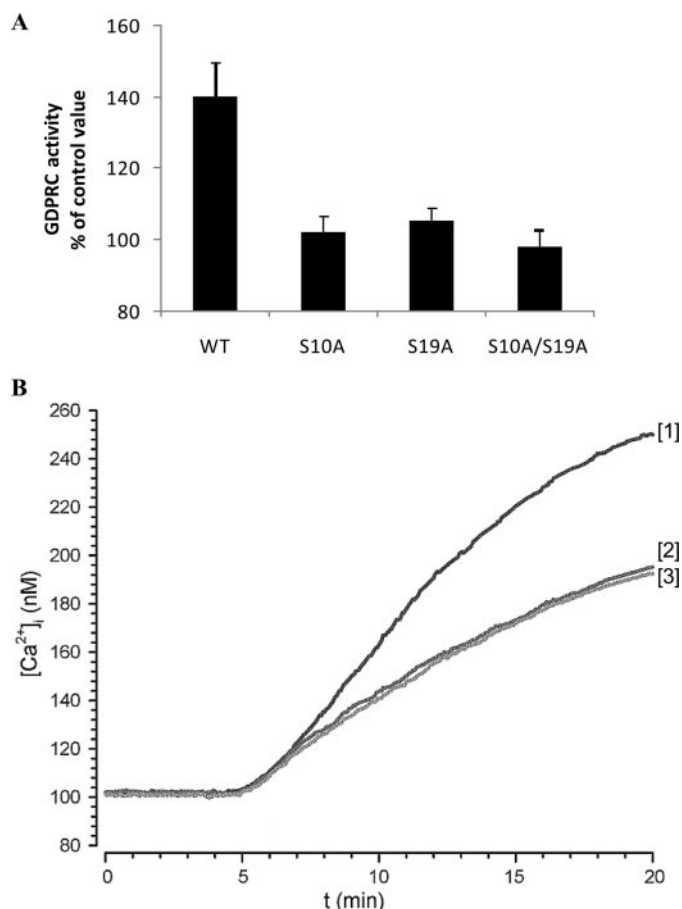 A
160
140
120
100
80
GDPRC activity
% of control value
WT S10A S19A S10A/S19A
B
260
240
220
200
180
160
140
120
100
80
[Ca2+]i (nM)
[1]
[2]
[3]
0 5 10 15 20
t (min)